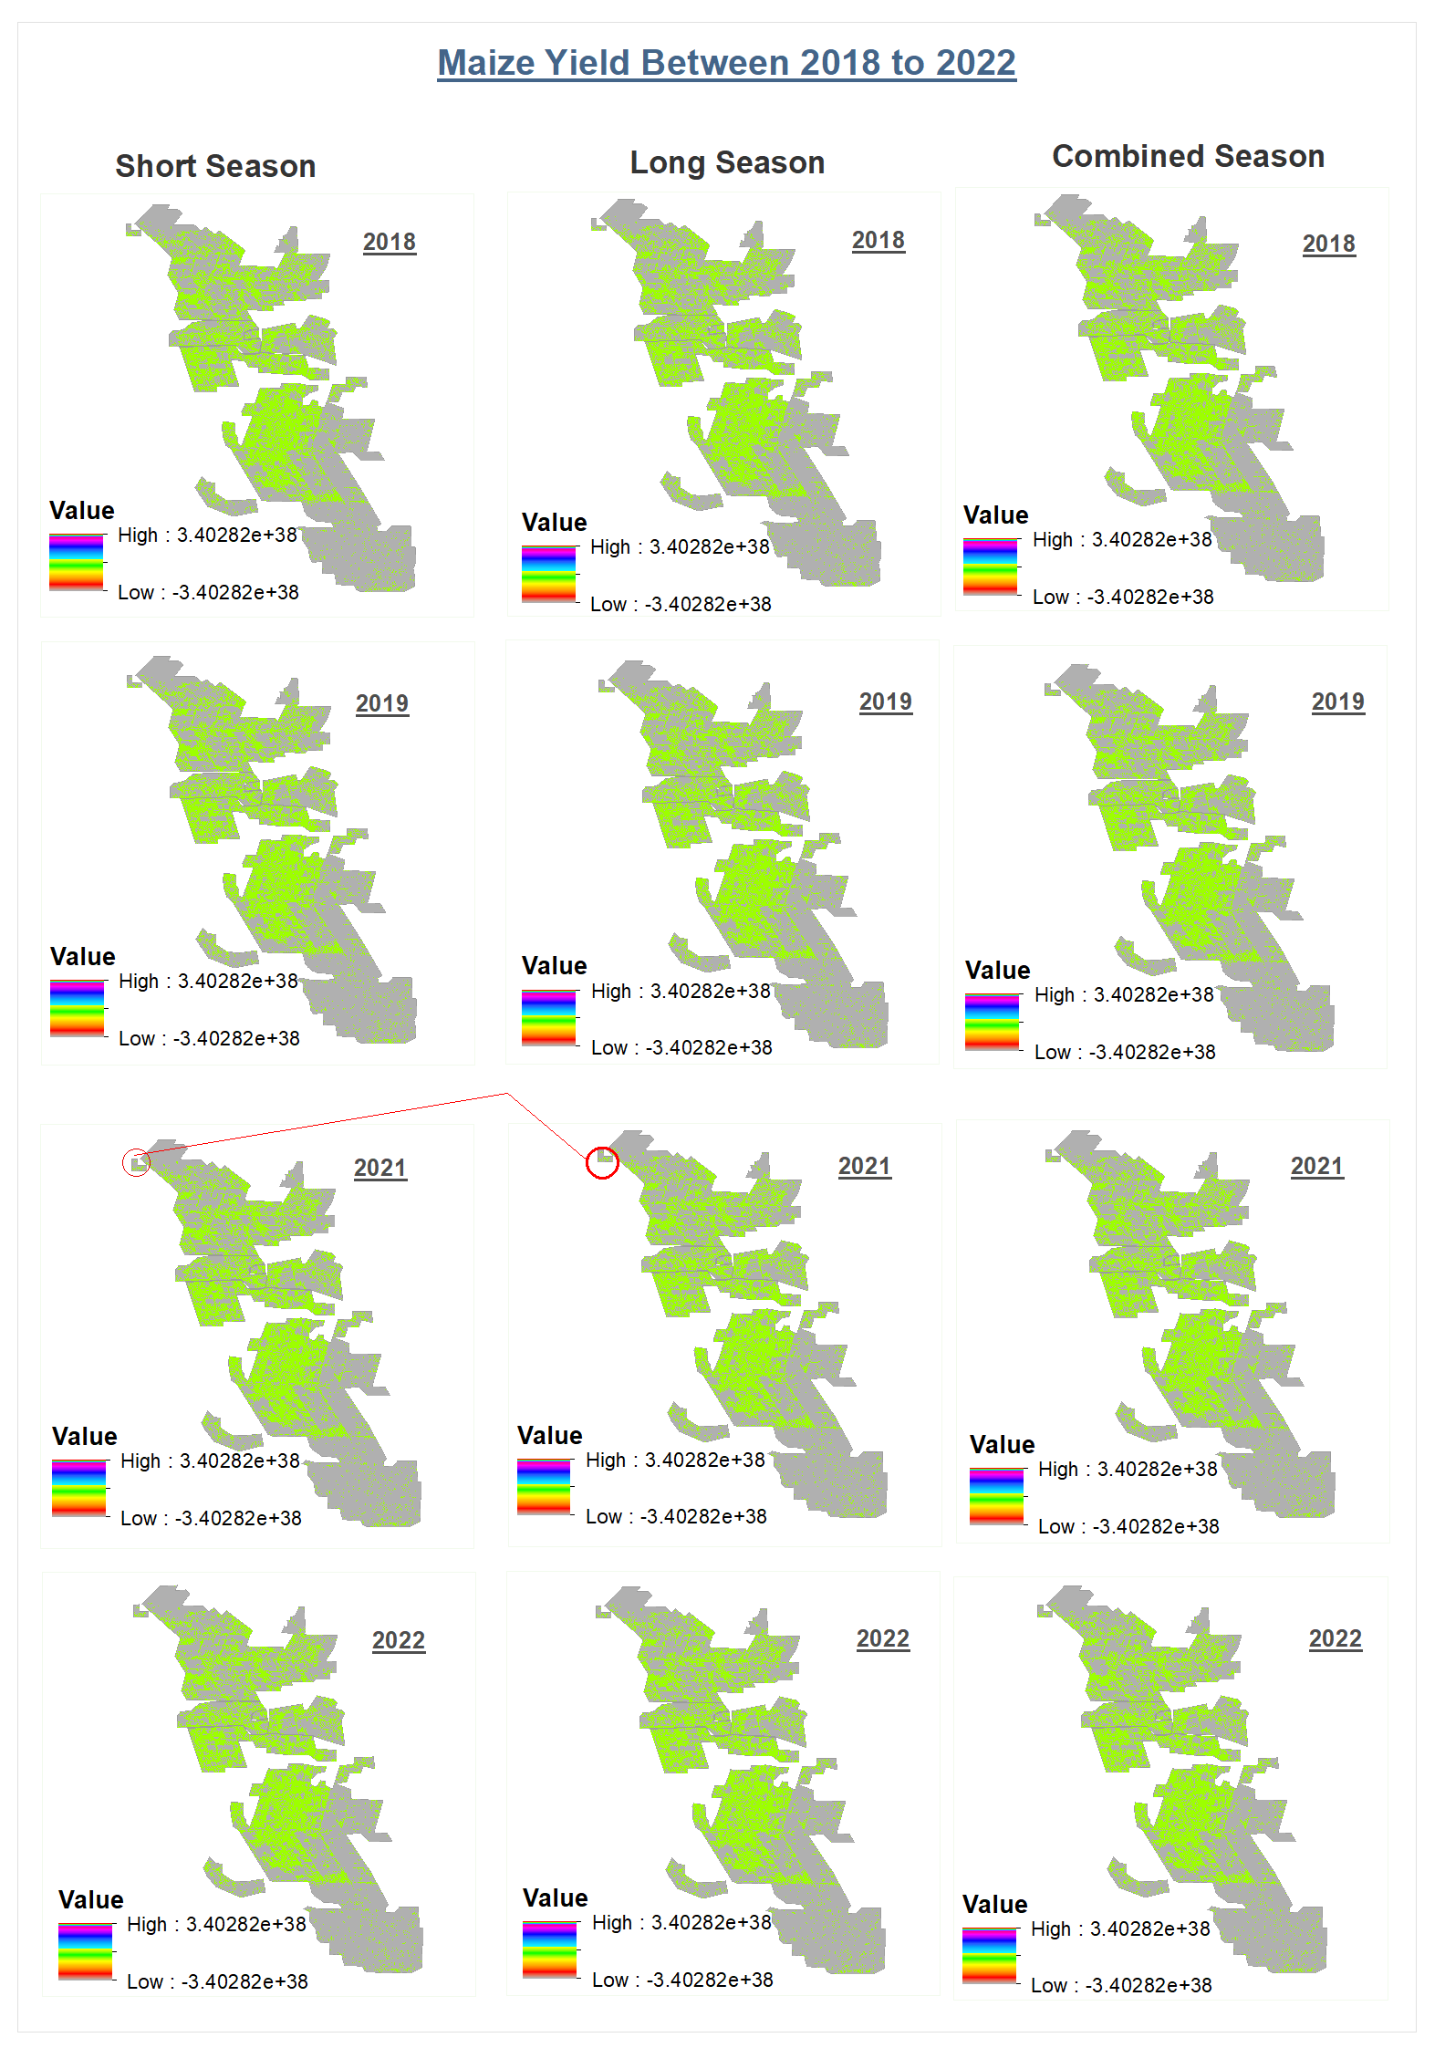 Maize Yield Between 2018 to 2022
Short Season
Long Season
Combined Season
2018
Value
High : 3.40282e+38
Low : -3.40282e+38
2018
Value
High : 3.40282e+38
Low : -3.40282e+38
2018
Value
High : 3.40282e+38
Low : -3.40282e+38
2019
Value
High : 3.40282e+38
Low : -3.40282e+38
2019
Value
High : 3.40282e+38
Low : -3.40282e+38
2019
Value
High : 3.40282e+38
Low : -3.40282e+38
2021
Value
High : 3.40282e+38
Low : -3.40282e+38
2021
Value
High : 3.40282e+38
Low : -3.40282e+38
2021
Value
High : 3.40282e+38
Low : -3.40282e+38
2022
Value
High : 3.40282e+38
Low : -3.40282e+38
2022
Value
High : 3.40282e+38
Low : -3.40282e+38
2022
Value
High : 3.40282e+38
Low : -3.40282e+38